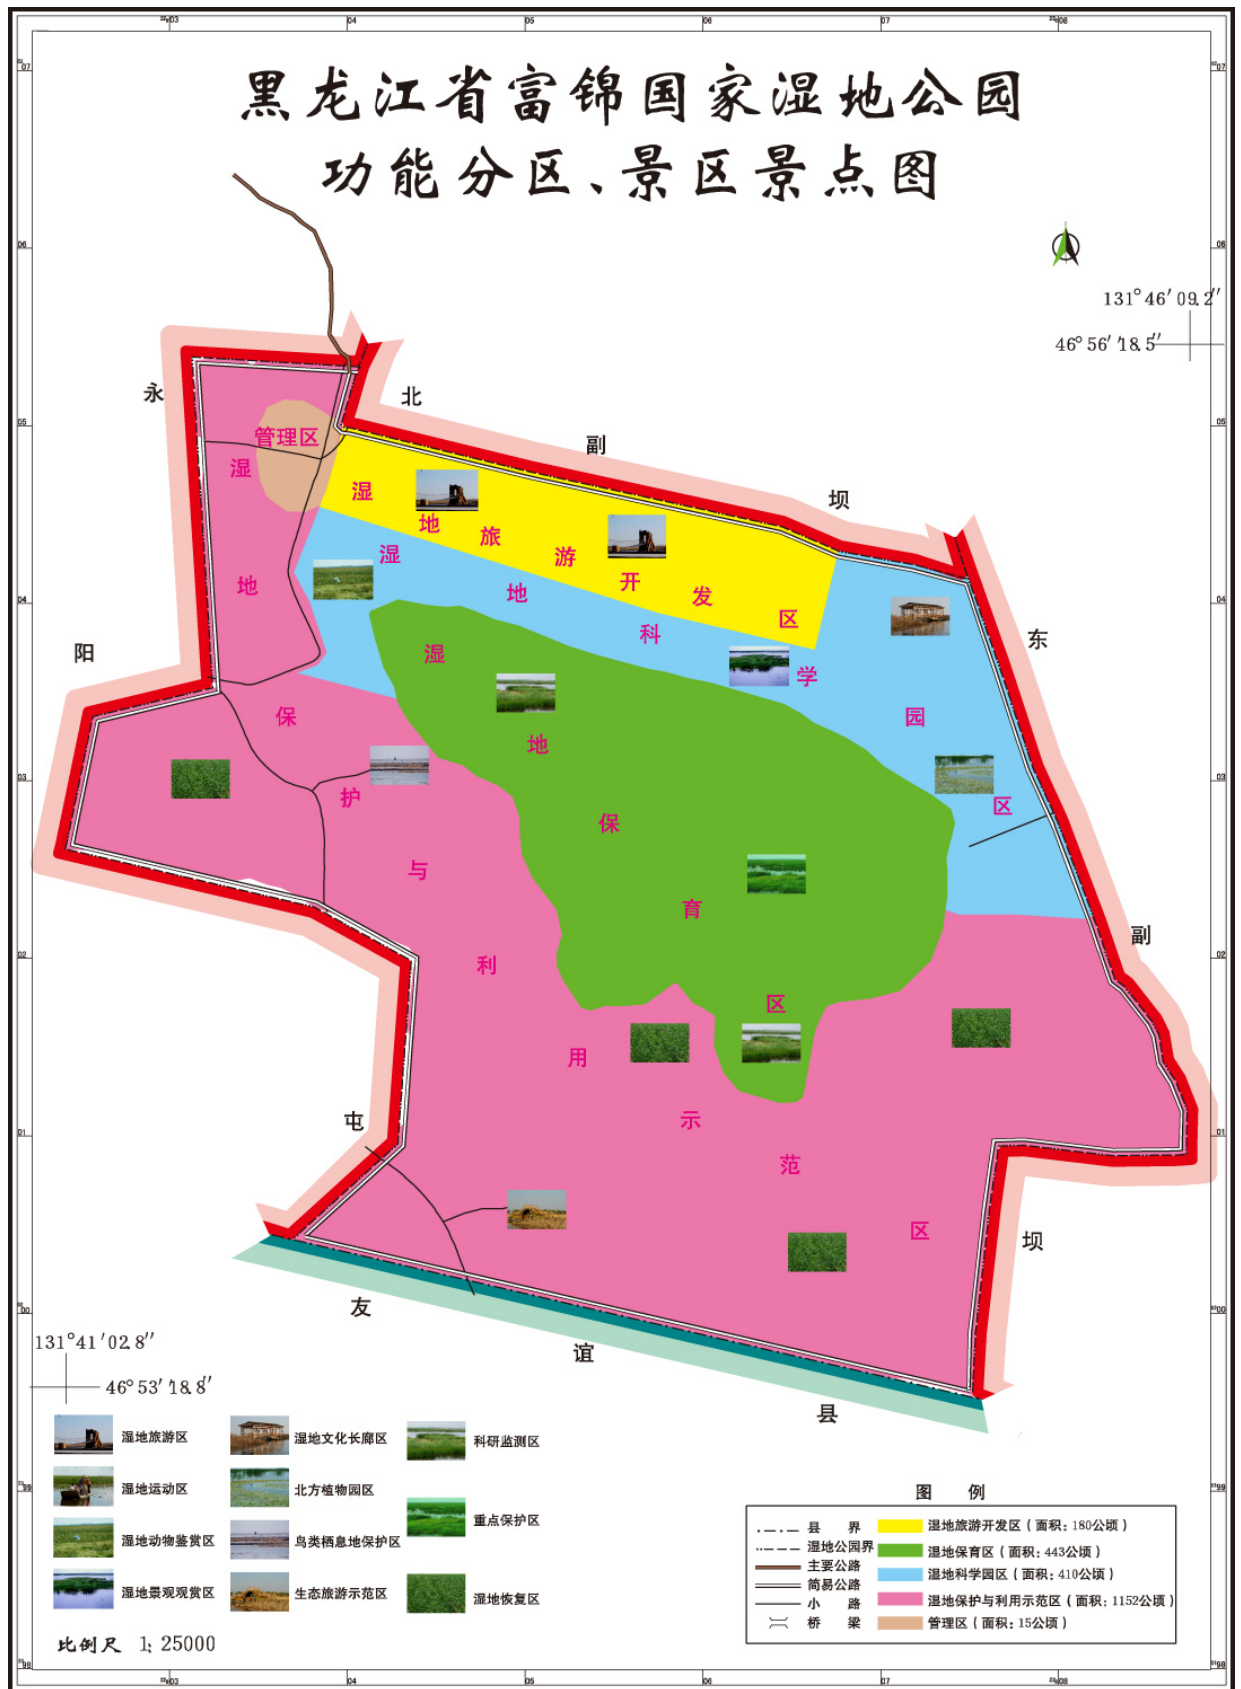 黑龙江省富锦国家湿地公园
功能分区、景区景点图
131°46′09.2″
46°56′18.5″
永
北
副
坝
阳
东
副
坝
屯
友
谊
县
管理区
湿地旅游开发区
湿地科学园区
湿地保育区
湿地保护与利用示范区
131°41′02.8″
46°53′18.8″
湿地旅游区
湿地文化长廊区
科研监测区
湿地运动区
北方植物园区
重点保护区
湿地动物鉴赏区
鸟类栖息地保护区
湿地景观观赏区
生态旅游示范区
湿地恢复区
比例尺 1:25000
图 例
县 界
湿地公园界
主要公路
简易公路
小 路
桥 梁
湿地旅游开发区（面积：180公顷）
湿地保育区（面积：443公顷）
湿地科学园区（面积：410公顷）
湿地保护与利用示范区（面积：1152公顷）
管理区（面积：15公顷）